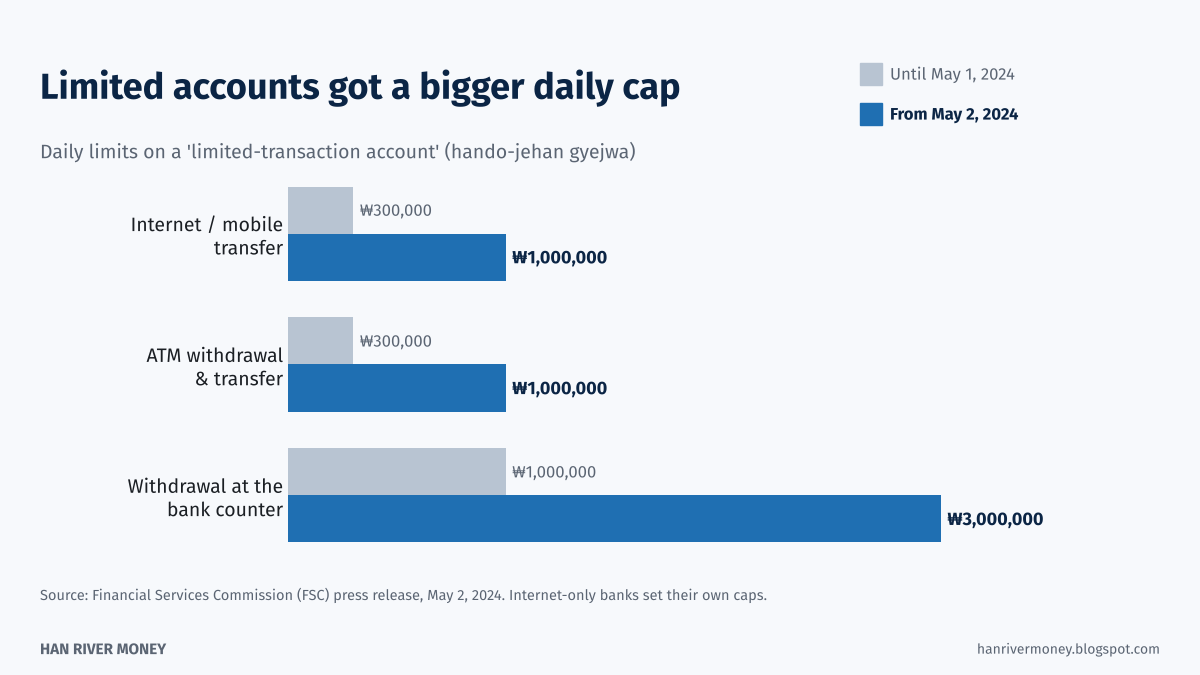 Limited accounts got a bigger daily cap
Until May 1, 2024
From May 2, 2024
Daily limits on a 'limited-transaction account' (hando-jehan gyejwa)
Internet / mobile
transfer
₩300,000
₩1,000,000
ATM withdrawal
& transfer
₩300,000
₩1,000,000
Withdrawal at the
bank counter
₩1,000,000
₩3,000,000
Source: Financial Services Commission (FSC) press release, May 2, 2024. Internet-only banks set their own caps.
HAN RIVER MONEY
hanrivermoney.blogspot.com